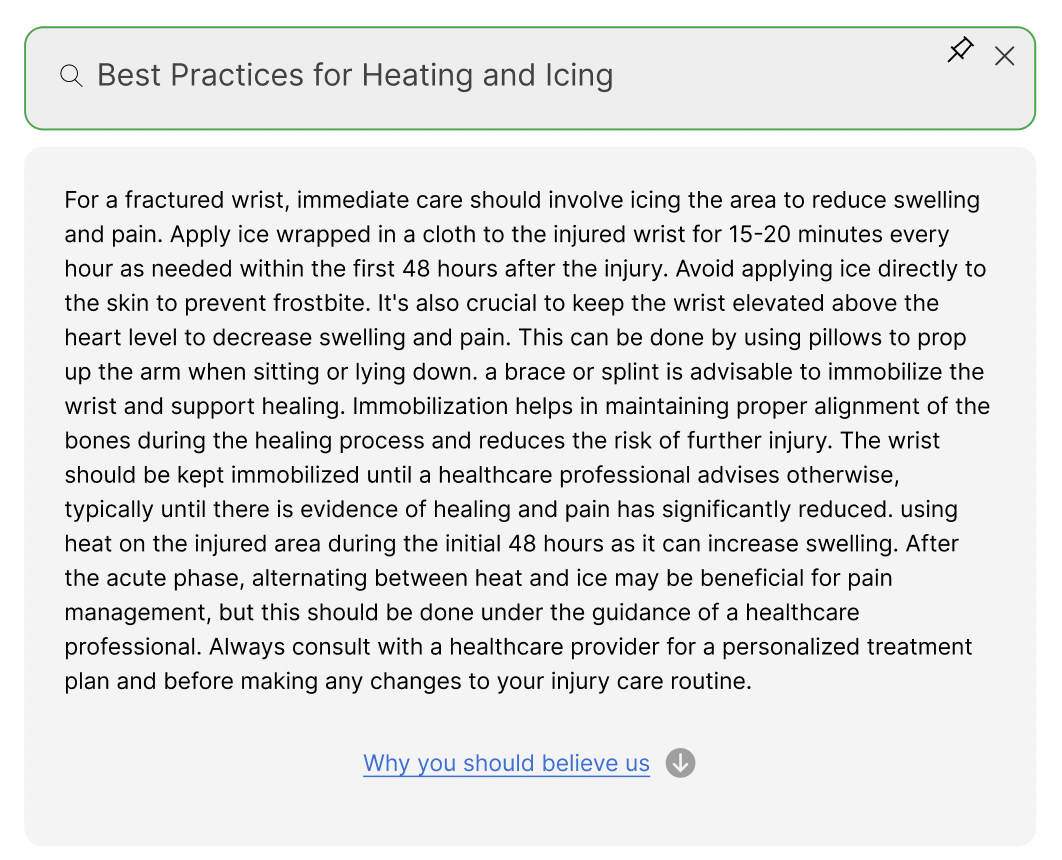 Best Practices for Heating and Icing
For a fractured wrist, immediate care should involve icing the area to reduce swelling
and pain. Apply ice wrapped in a cloth to the injured wrist for 15-20 minutes every
hour as needed within the first 48 hours after the injury. Avoid applying ice directly to
the skin to prevent frostbite. It's also crucial to keep the wrist elevated above the
heart level to decrease swelling and pain. This can be done by using pillows to prop
up the arm when sitting or lying down. a brace or splint is advisable to immobilize the
wrist and support healing. Immobilization helps in maintaining proper alignment of the
bones during the healing process and reduces the risk of further injury. The wrist
should be kept immobilized until a healthcare professional advises otherwise,
typically until there is evidence of healing and pain has significantly reduced. using
heat on the injured area during the initial 48 hours as it can increase swelling. After
the acute phase, alternating between heat and ice may be beneficial for pain
management, but this should be done under the guidance of a healthcare
professional. Always consult with a healthcare provider for a personalized treatment
plan and before making any changes to your injury care routine.
Why you should believe us